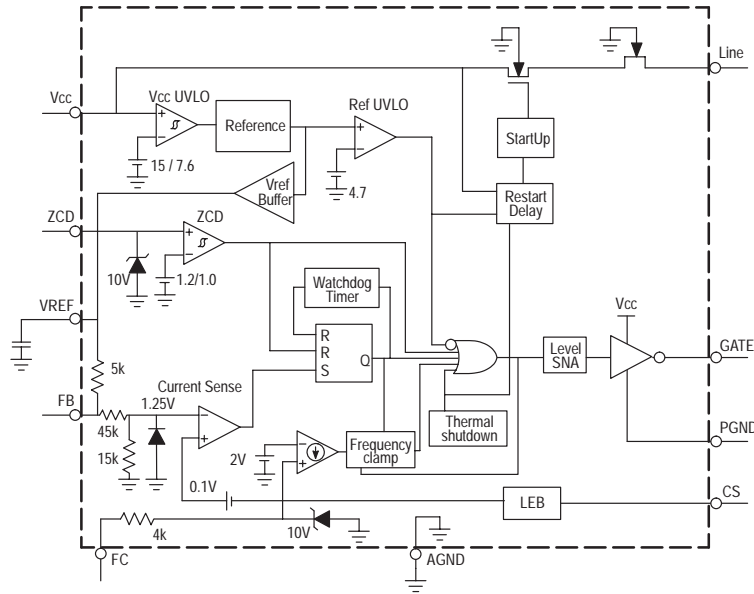 Line
Vcc
Vcc UVLO
Reference
Ref UVLO
StartUp
15 / 7.6
4.7
Vref
Buffer
Restart
Delay
ZCD
ZCD
10V
1.2/1.0
Watchdog
Timer
VREF
Vcc
R
R
S
Q
Level
SNA
GATE
5k
Current Sense
FB
1.25V
45k
15k
2V
Frequency
clamp
Thermal
shutdown
PGND
0.1V
LEB
CS
4k
10V
FC
AGND